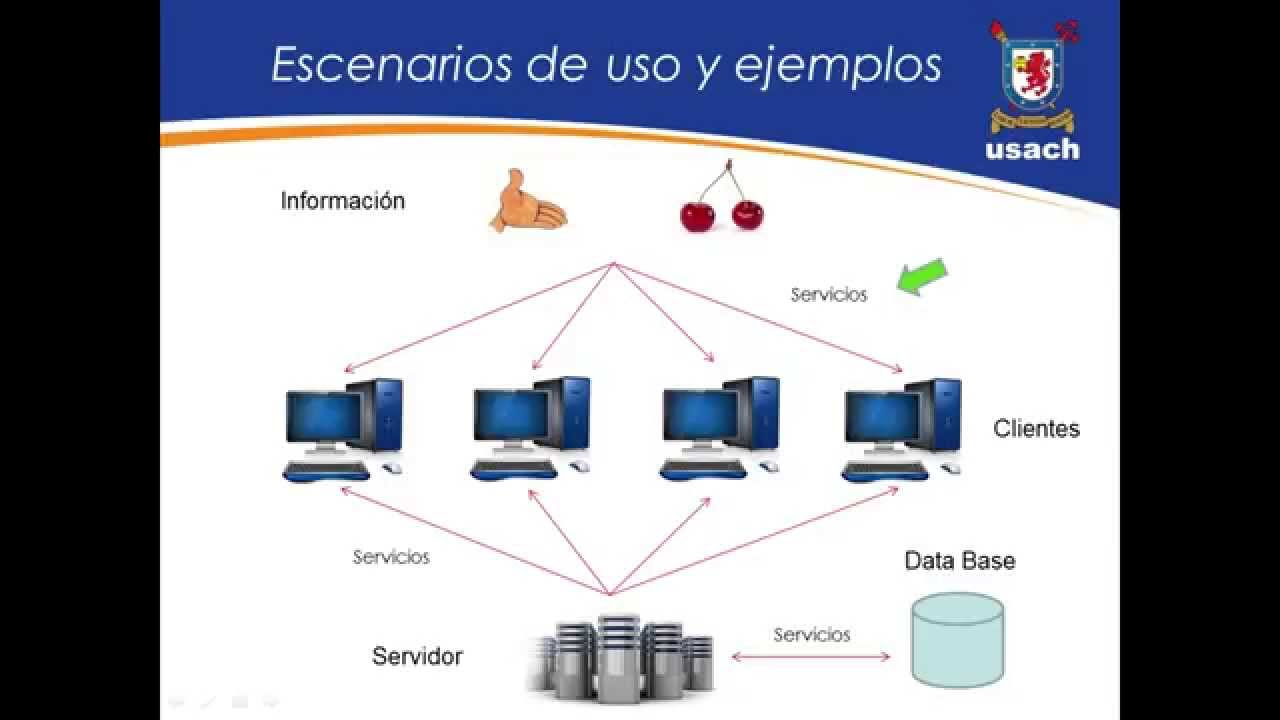 Escenarios de uso y ejemplos
usach
Información
Servicios
Clientes
Servicios
Data Base
Servicios
Servidor